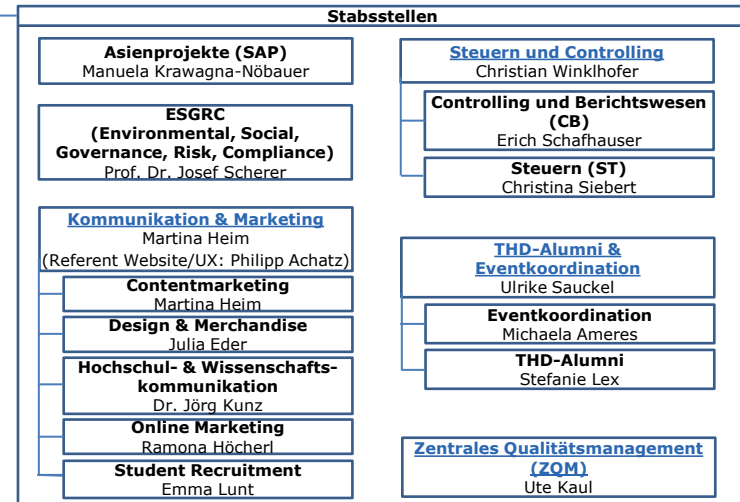 Stabsstellen
Asienprojekte (SAP)
Manuela Krawagna-Nöbauer
ESGRC
(Environmental, Social,
Governance, Risk, Compliance)
Prof. Dr. Josef Scherer
Kommunikation & Marketing
Martina Heim
(Referent Website/UX: Philipp Achatz)
Contentmarketing
Martina Heim
Design & Merchandise
Julia Eder
Hochschul- & Wissenschafts-
kommunikation
Dr. Jörg Kunz
Online Marketing
Ramona Höcherl
Student Recruitment
Emma Lunt
Steuern und Controlling
Christian Winklhofer
Controlling und Berichtswesen
(CB)
Erich Schafhauser
Steuern (ST)
Christina Siebert
THD-Alumni &
Eventkoordination
Ulrike Sauckel
Eventkoordination
Michaela Ameres
THD-Alumni
Stefanie Lex
Zentrales Qualitätsmanagement
(ZQM)
Ute Kaul